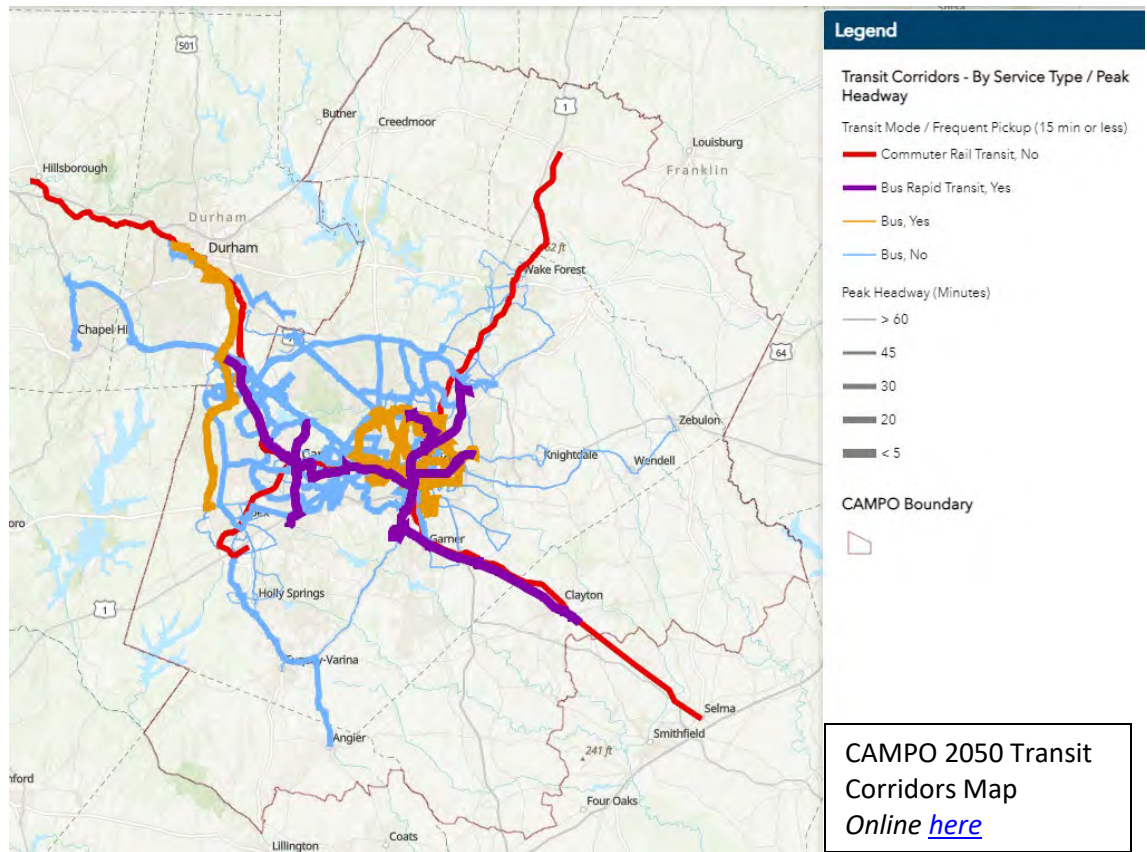 501
Butner
Creedmoor
1
Louisburg
Franklin
Hillsborough
Durham
Durham
Wake Forest
Chapel Hi
64
Zebulon
Knightdale
Wendell
Garner
Clayton
Holly Springs
1
Angier
Selma
Smithfield
241 ft
Four Oaks
Coats
Lillington
Legend
Transit Corridors - By Service Type / Peak
Headway
Transit Mode / Frequent Pickup (15 min or less)
Commuter Rail Transit, No
Bus Rapid Transit, Yes
Bus, Yes
Bus, No
Peak Headway (Minutes)
> 60
45
30
20
< 5
CAMPO Boundary
CAMPO 2050 Transit
Corridors Map
Online here